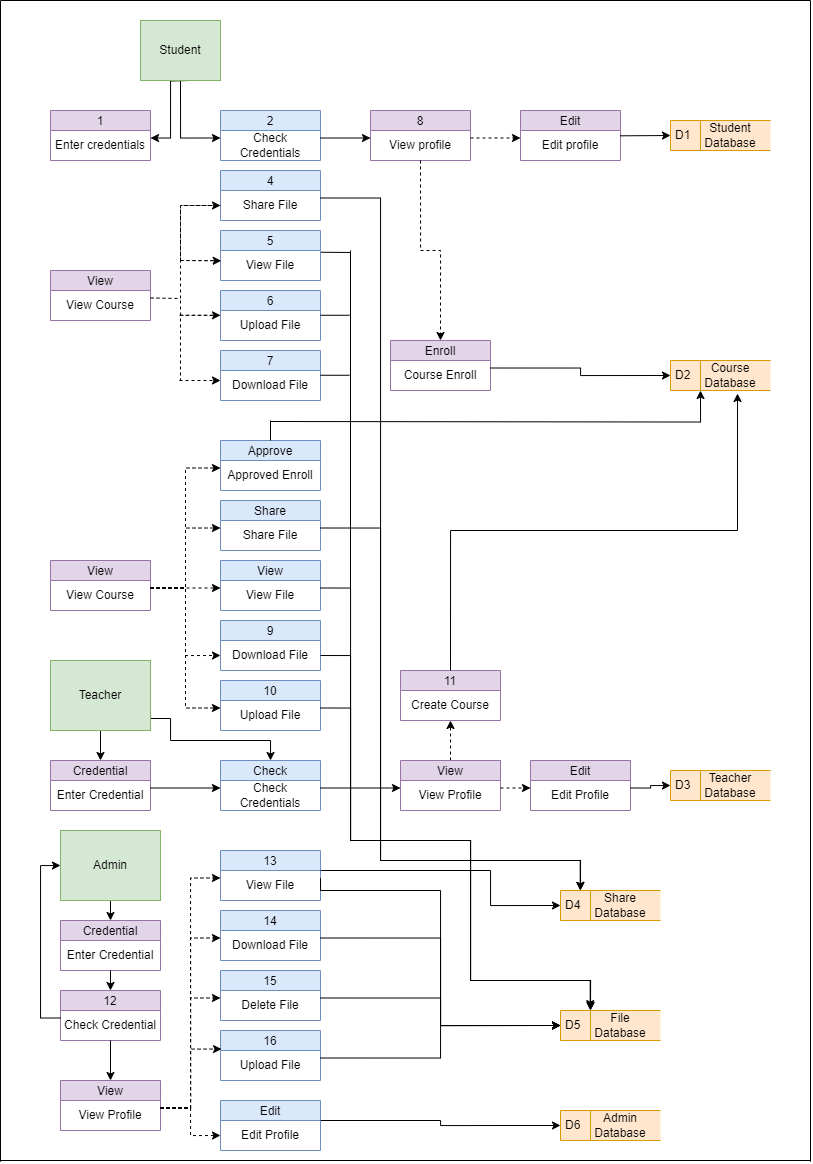 Student
1
Enter credentials
2
Check
Credentials
8
View profile
Edit
Edit profile
D1
Student
Database
4
Share File
5
View File
View
View Course
6
Upload File
7
Download File
Enroll
Course Enroll
D2
Course
Database
Approve
Approved Enroll
Share
Share File
View
View Course
View
View File
9
Download File
Teacher
10
Upload File
11
Create Course
Credential
Enter Credential
Check
Check
Credentials
View
View Profile
Edit
Edit Profile
D3
Teacher
Database
Admin
13
View File
D4
Share
Database
Credential
Enter Credential
14
Download File
12
Check Credential
15
Delete File
D5
File
Database
16
Upload File
View
View Profile
Edit
Edit Profile
D6
Admin
Database